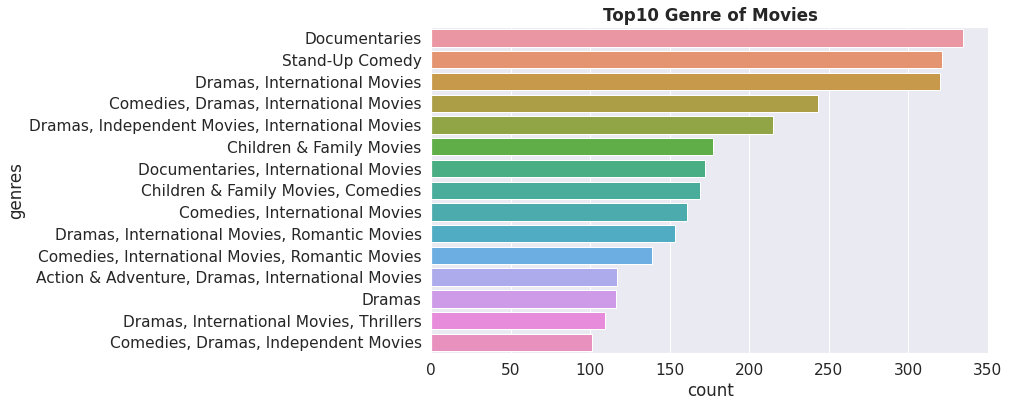 Top10 Genre of Movies
genres
Documentaries
Stand-Up Comedy
Dramas, International Movies
Comedies, Dramas, International Movies
Dramas, Independent Movies, International Movies
Children & Family Movies
Documentaries, International Movies
Children & Family Movies, Comedies
Comedies, International Movies
Dramas, International Movies, Romantic Movies
Comedies, International Movies, Romantic Movies
Action & Adventure, Dramas, International Movies
Dramas
Dramas, International Movies, Thrillers
Comedies, Dramas, Independent Movies
0 50 100 150 200 250 300 350
count